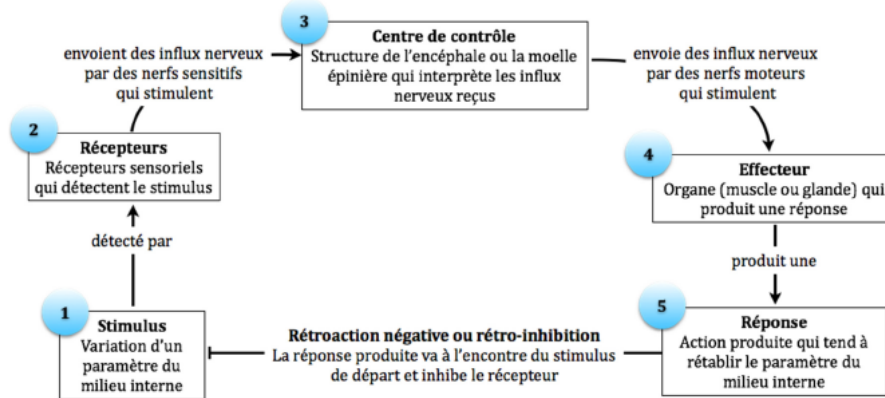 3
Centre de contrôle
Structure de l'encéphale ou la moelle
épinière qui interprète les influx
nerveux reçus
envoient des influx nerveux
par des nerfs sensitifs
qui stimulent
envoie des influx nerveux
par des nerfs moteurs
qui stimulent
2
Récepteurs
Récepteurs sensoriels
qui détectent le stimulus
4
Effecteur
Organe (muscle ou glande) qui
produit une réponse
détecté par
produit une
1
Stimulus
Variation d'un
paramètre du
milieu interne
Rétroaction négative ou rétro-inhibition
La réponse produite va à l'encontre du stimulus
de départ et inhibe le récepteur
5
Réponse
Action produite qui tend à
rétablir le paramètre du
milieu interne